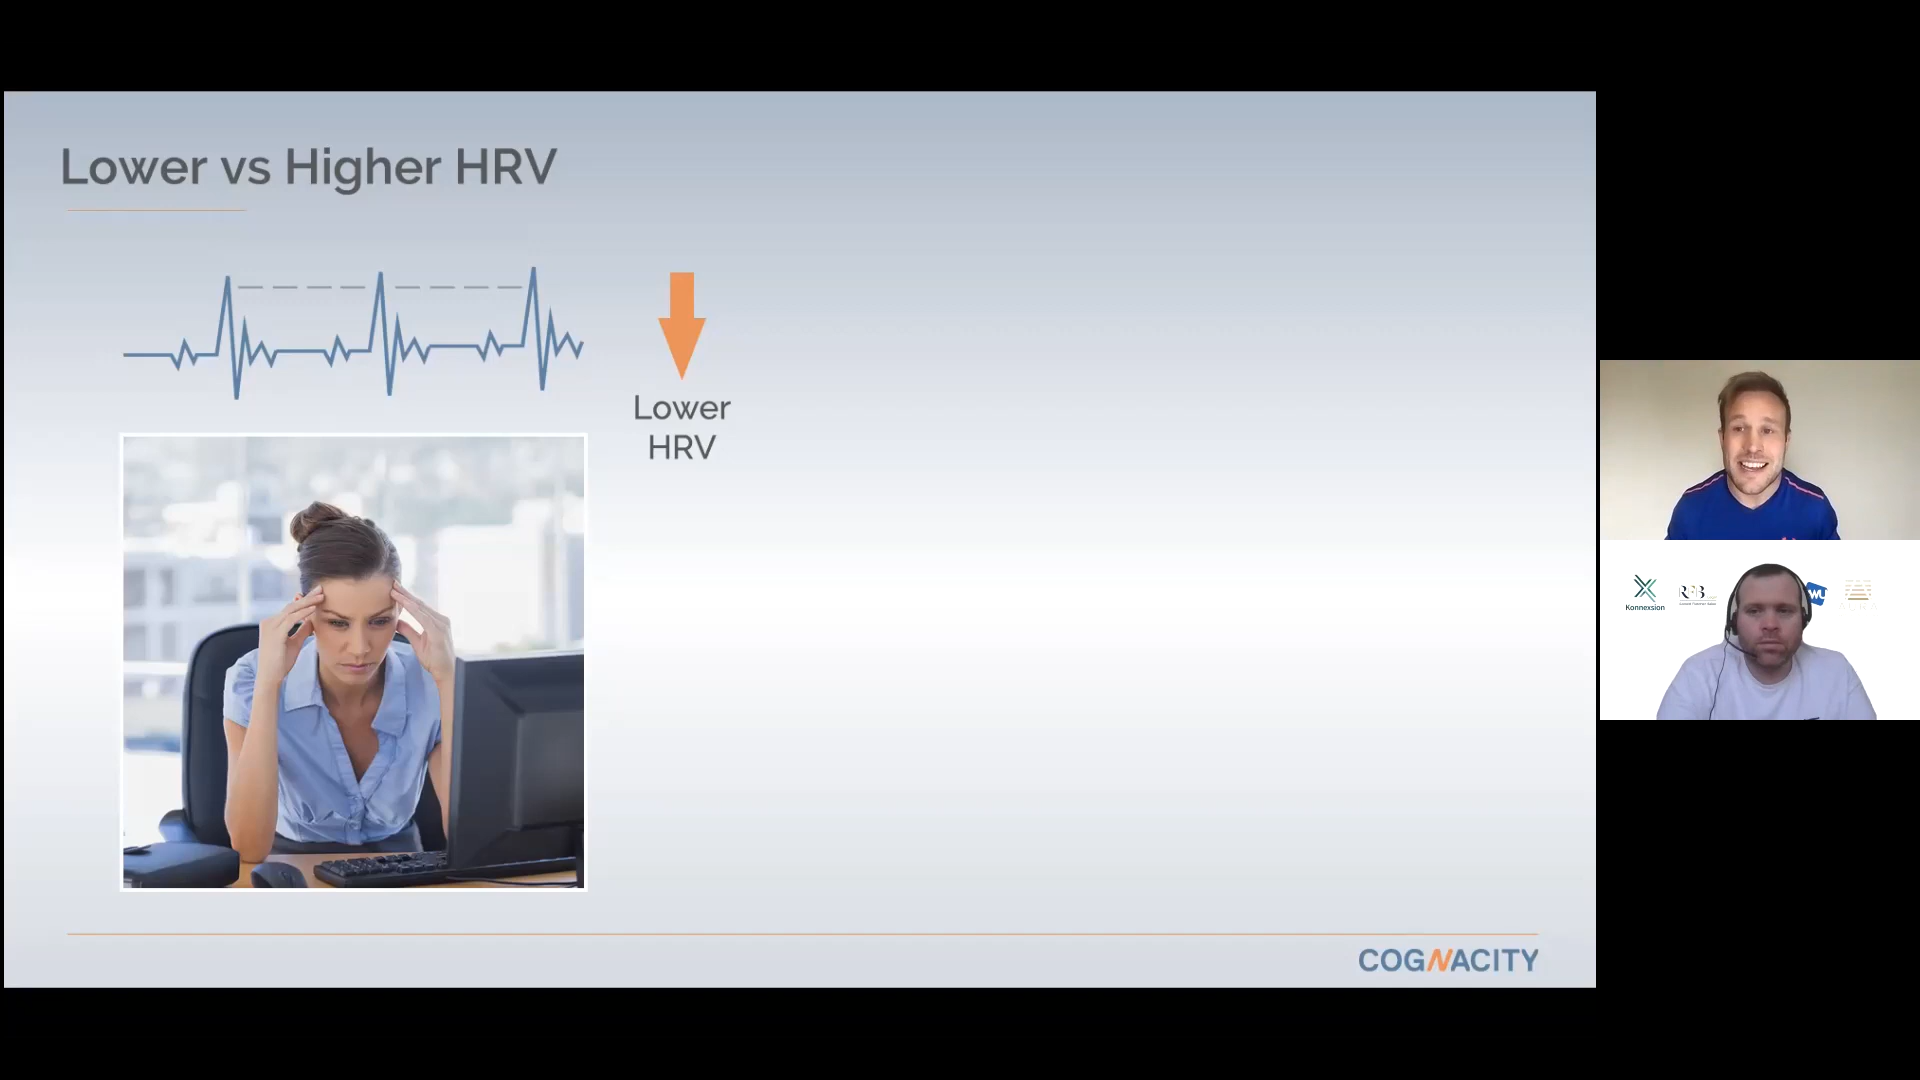 Lower vs Higher HRV
Lower
HRV
COGNACITY
Konnexsion